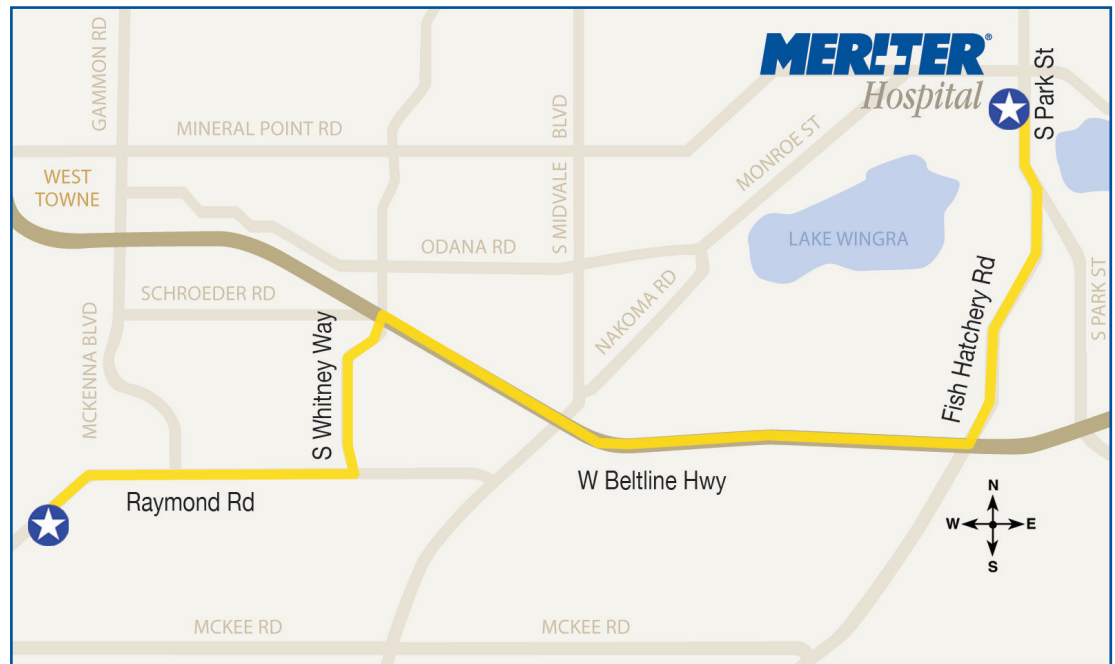 GAMMON RD
MERITER®
Hospital
S Park St
MINERAL POINT RD
S MIDVALE BLVD
MONROE ST
WEST
TOWNE
ODANA RD
LAKE WINGRA
SCHROEDER RD
NAKOMA RD
Fish Hatchery Rd
S PARK ST
MCKENNA BLVD
S Whitney Way
W Beltline Hwy
Raymond Rd
N
W
E
S
MCKEE RD
MCKEE RD